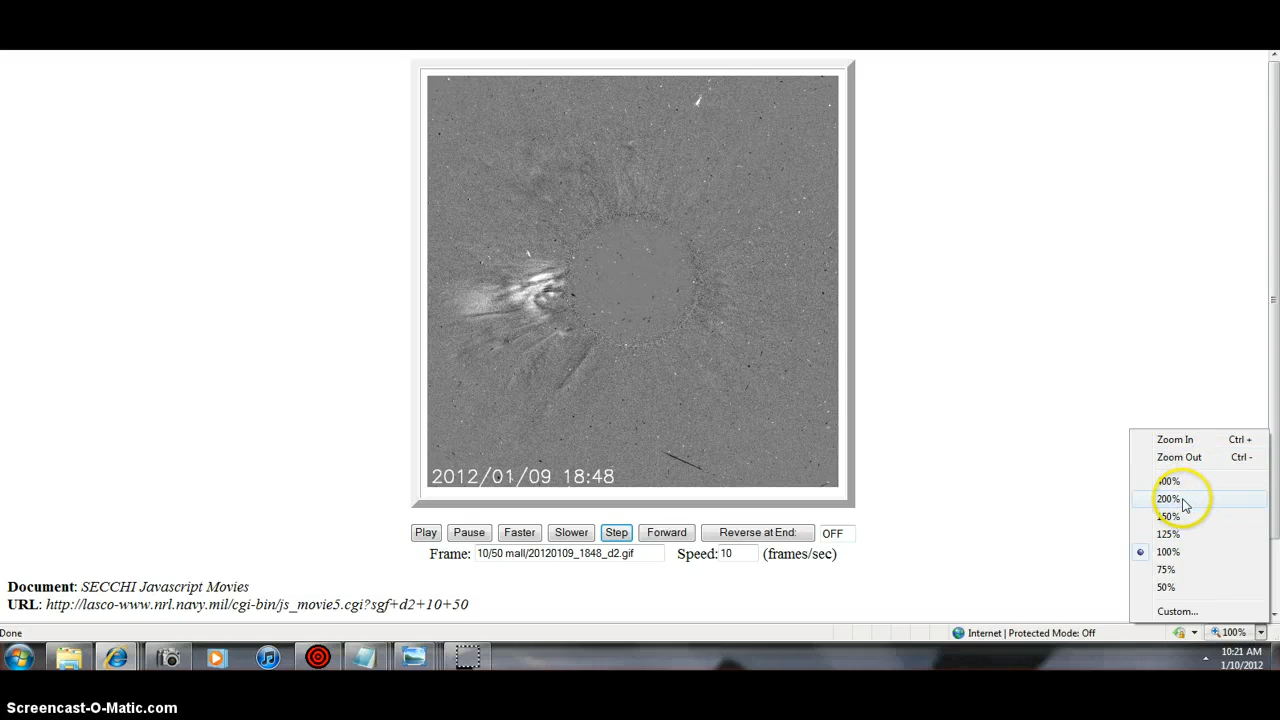 2012/01/09 18:48
Play Pause Faster Slower Step Forward Reverse at End: OFF
Frame: 10/50 mall/20120109_1848_d2.gif Speed: 10 (frames/sec)
Document: SECCHI Javascript Movies
URL: http://lasco-www.nrl.navy.mil/cgi-bin/js_movie5.cgi?sgf+d2+10+50
Zoom In Ctrl +
Zoom Out Ctrl -
400%
200%
150%
125%
100%
75%
50%
Custom...
Done Internet | Protected Mode: Off 100%
10:21 AM
1/10/2012
Screencast-O-Matic.com